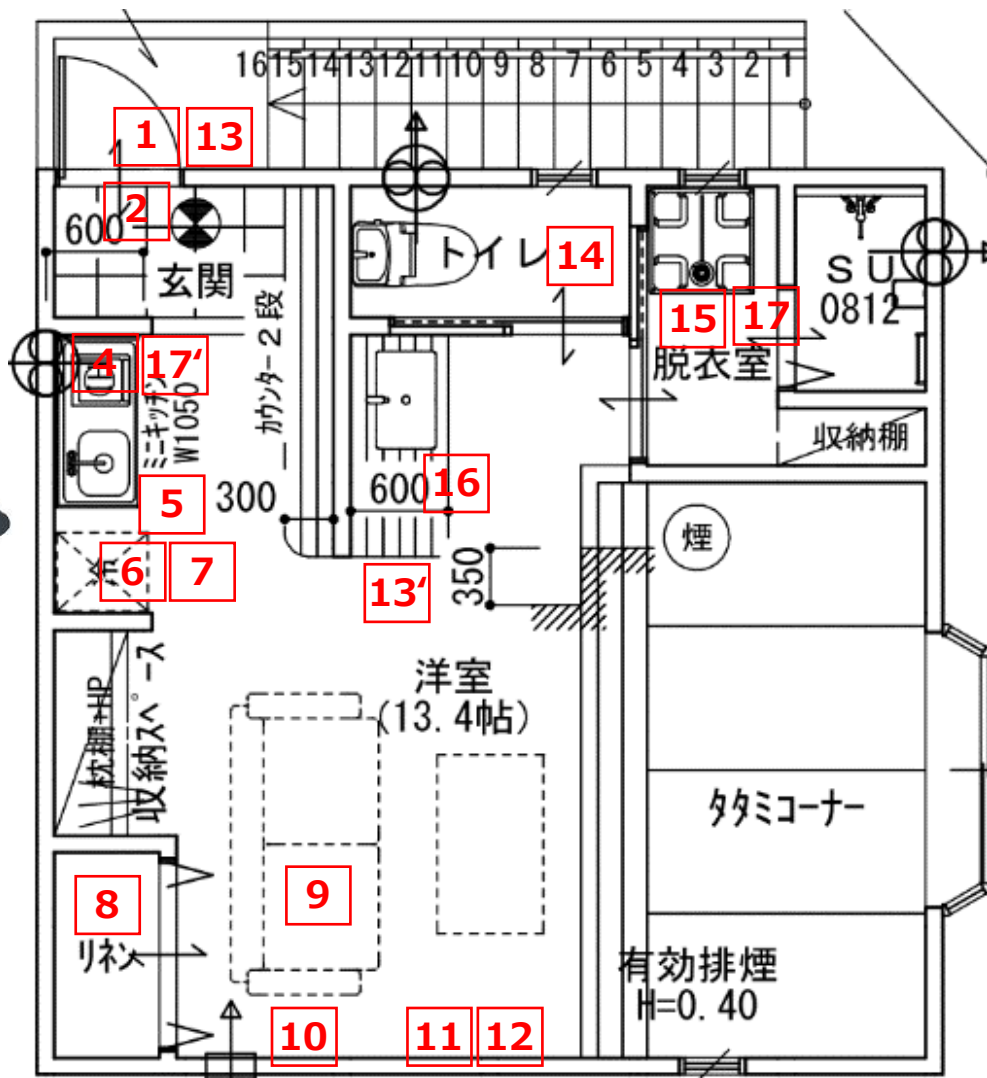 16 15 14 13 12 11 10 9 8 7 6 5 4 3 2 1
1
13
2
600
玄関
トイレ
14
15
17
脱衣室
SU
0812
収納棚
4
17‘
ミニキッチン
W1050
カウンター2段
5
300
600
16
冷
6
7
13‘
350
煙
洋室
(13.4帖)
枕棚+HP
収納スペース
タタミコーナー
8
リネン
9
有効排煙
H=0.40
10
11
12